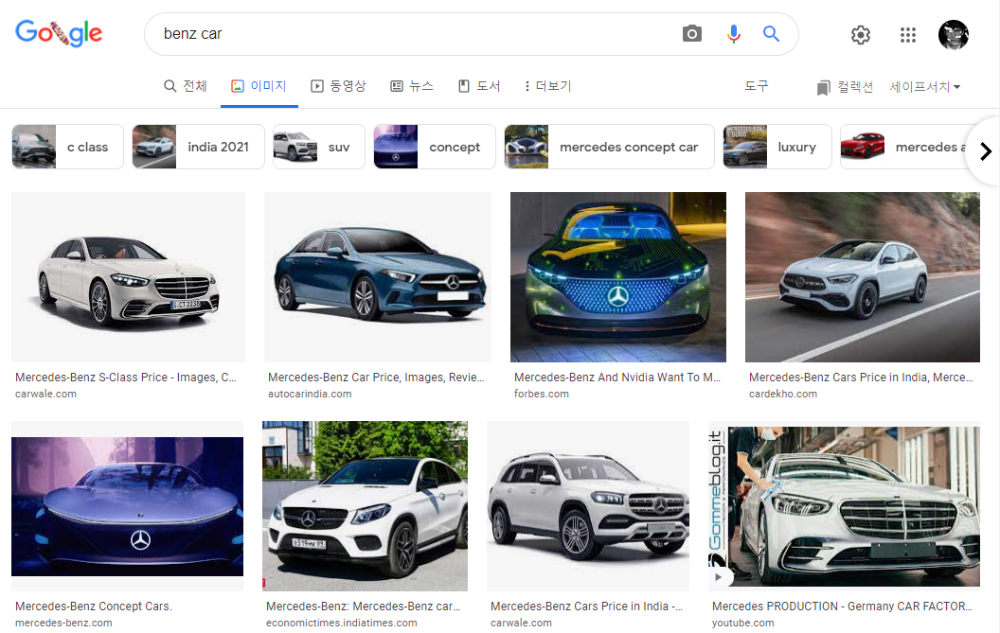 Google
benz car
전체
이미지
동영상
뉴스
도서
더보기
도구
컬렉션
세이프서치
c class
india 2021
suv
concept
mercedes concept car
luxury
mercedes a
Mercedes-Benz S-Class Price - Images, C...
carwale.com
Mercedes-Benz Car Price, Images, Revie...
autocarindia.com
Mercedes-Benz And Nvidia Want To M...
forbes.com
Mercedes-Benz Cars Price in India, Merce...
cardekho.com
Gommeblog.it
Mercedes-Benz Concept Cars.
mercedes-benz.com
Mercedes-Benz: Mercedes-Benz car...
economictimes.indiatimes.com
Mercedes-Benz Cars Price in India -...
carwale.com
Mercedes PRODUCTION - Germany CAR FACTOR...
youtube.com